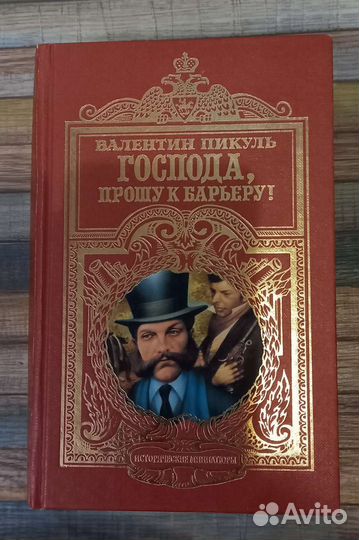 ВАЛЕНТИН ПИКУЛЬ
ГОСПОДА,
ПРОШУ К БАРЬЕРУ!
ИСТОРИЧЕСКИЕ МИНИАТЮРЫ
Avito